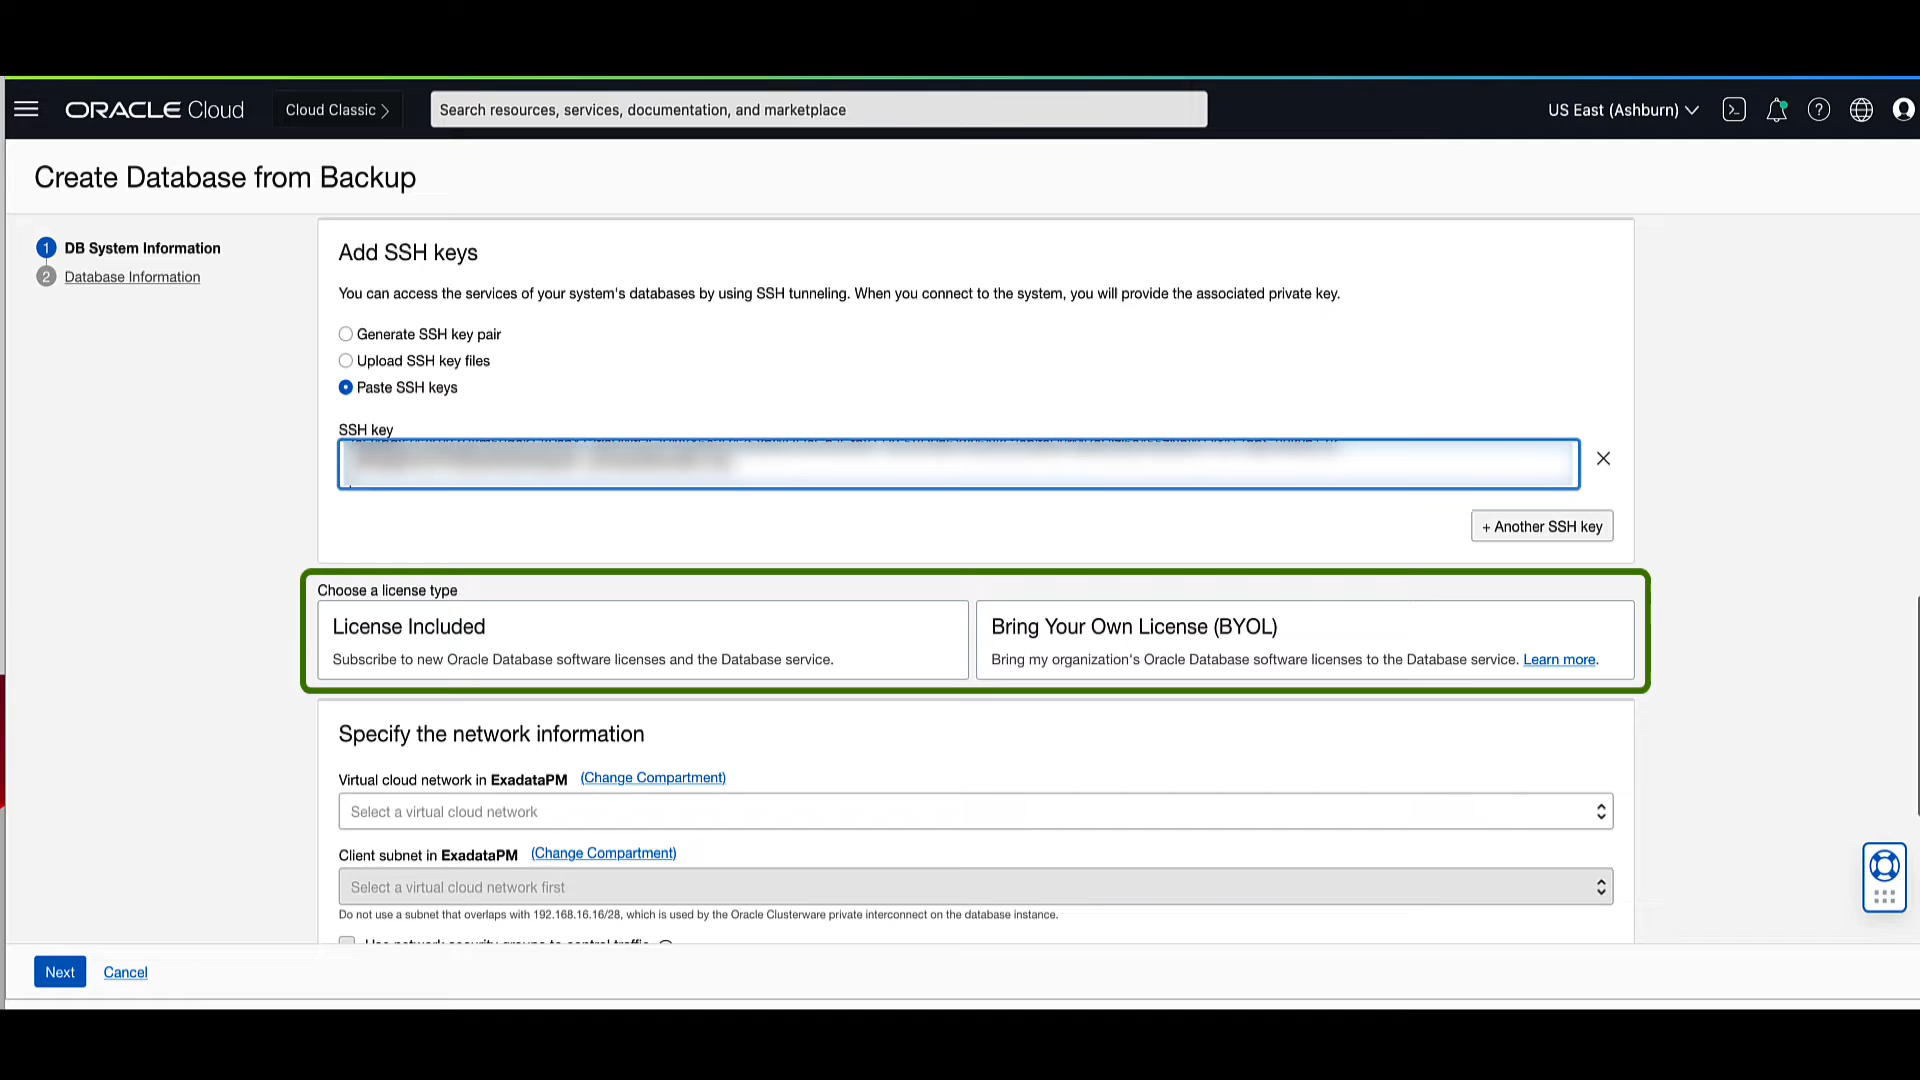 ORACLE Cloud
Cloud Classic
Search resources, services, documentation, and marketplace
US East (Ashburn)
Create Database from Backup
1 DB System Information
2 Database Information
Add SSH keys
You can access the services of your system's databases by using SSH tunneling. When you connect to the system, you will provide the associated private key.
Generate SSH key pair
Upload SSH key files
Paste SSH keys
SSH key
+ Another SSH key
Choose a license type
License Included
Subscribe to new Oracle Database software licenses and the Database service.
Bring Your Own License (BYOL)
Bring my organization's Oracle Database software licenses to the Database service. Learn more.
Specify the network information
Virtual cloud network in ExadataPM (Change Compartment)
Select a virtual cloud network
Client subnet in ExadataPM (Change Compartment)
Select a virtual cloud network first
Do not use a subnet that overlaps with 192.168.16.16/28, which is used by the Oracle Clusterware private interconnect on the database instance.
Use network security groups to control traffic
Next Cancel